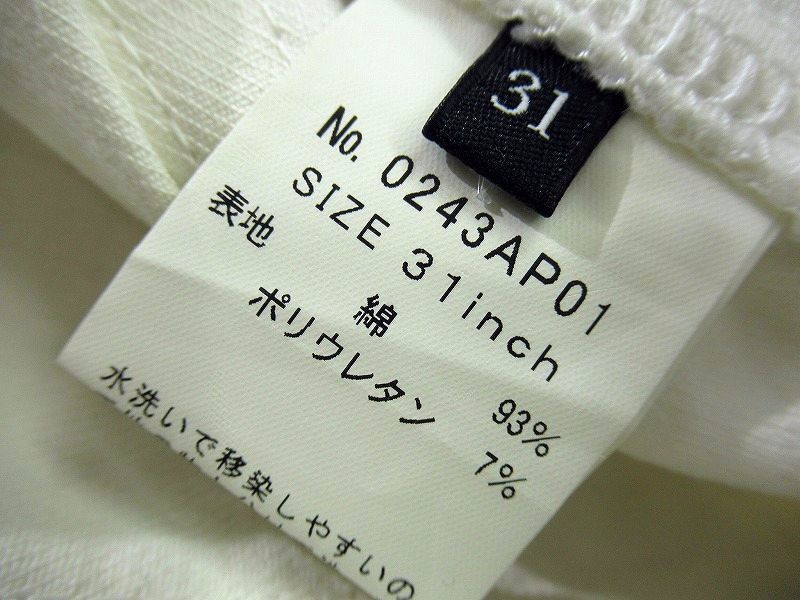 31
No. 0243AP01
SIZE 31inch
表地
綿 93%
ポリウレタン 7%
水洗いで移染しやすいの